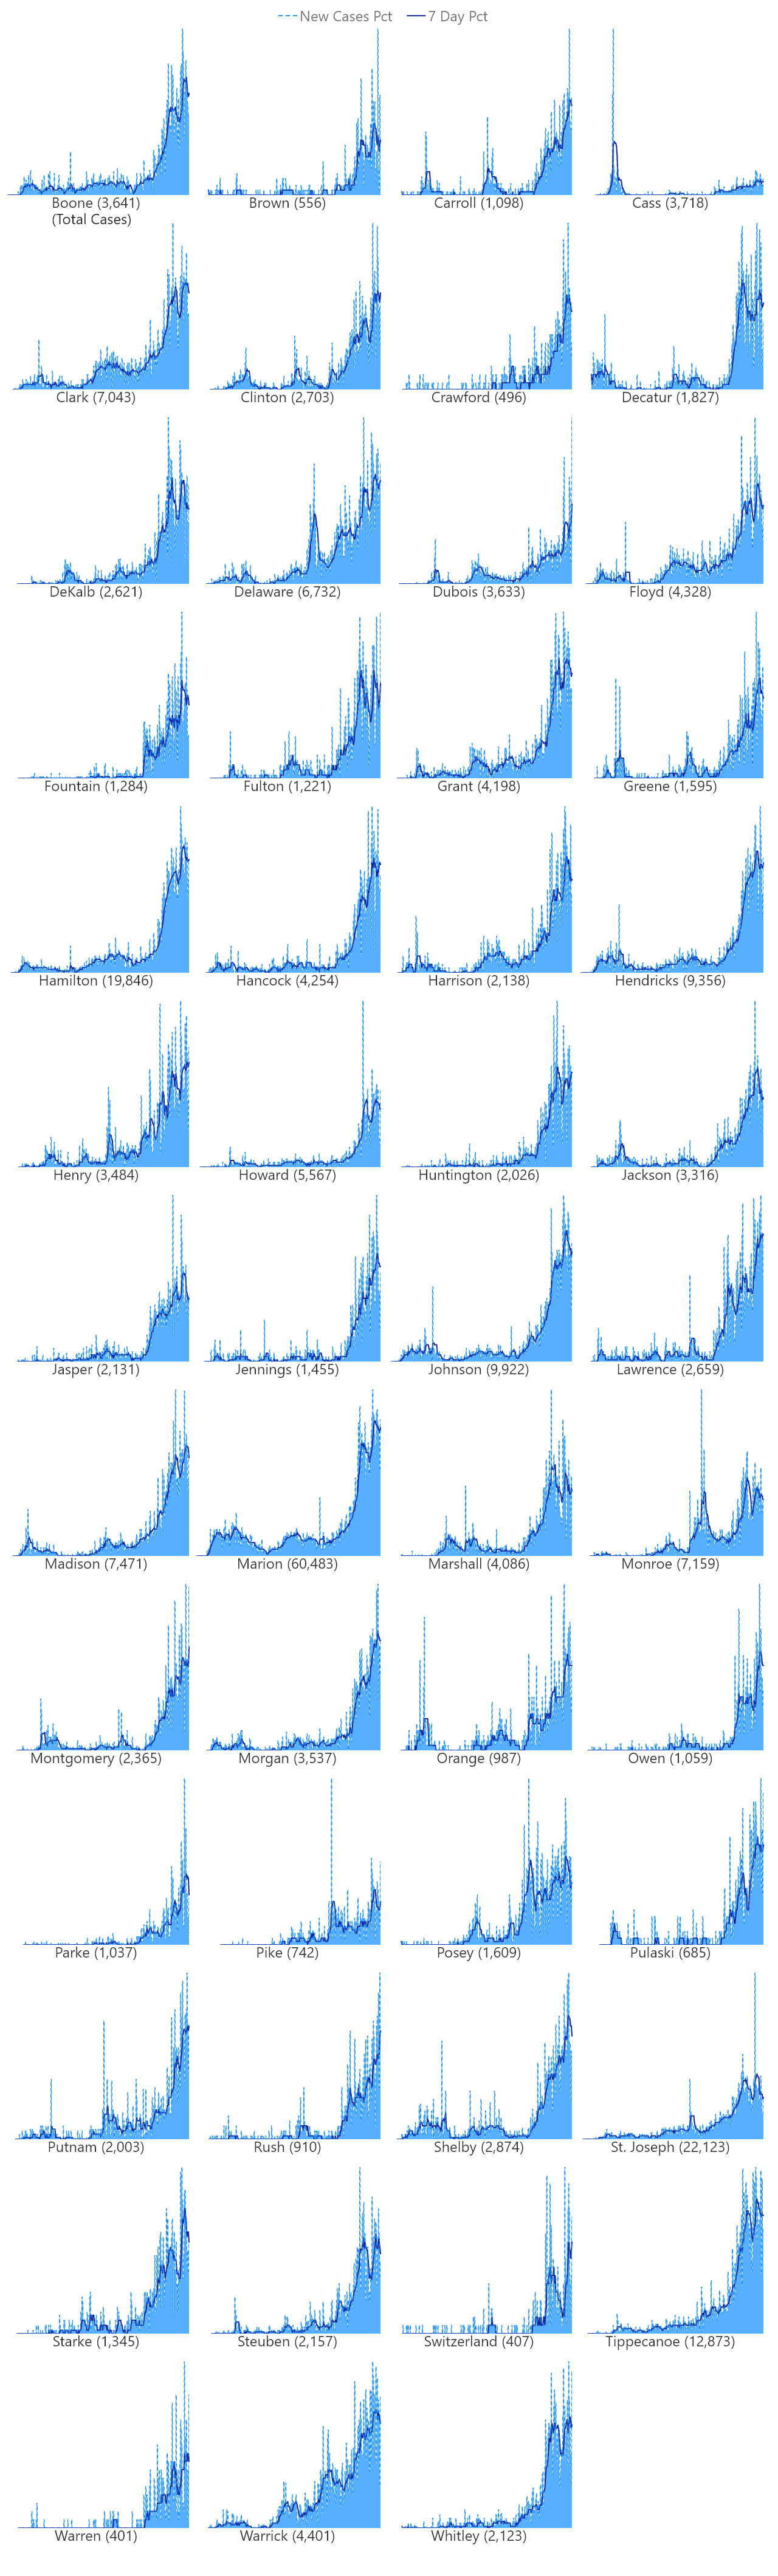 New Cases Pct 7 Day Pct
Boone (3,641) Brown (556) Carroll (1,098) Cass (3,718)
(Total Cases)
Clark (7,043) Clinton (2,703) Crawford (496) Decatur (1,827)
DeKalb (2,621) Delaware (6,732) Dubois (3,633) Floyd (4,328)
Fountain (1,284) Fulton (1,221) Grant (4,198) Greene (1,595)
Hamilton (19,846) Hancock (4,254) Harrison (2,138) Hendricks (9,356)
Henry (3,484) Howard (5,567) Huntington (2,026) Jackson (3,316)
Jasper (2,131) Jennings (1,455) Johnson (9,922) Lawrence (2,659)
Madison (7,471) Marion (60,483) Marshall (4,086) Monroe (7,159)
Montgomery (2,365) Morgan (3,537) Orange (987) Owen (1,059)
Parke (1,037) Pike (742) Posey (1,609) Pulaski (685)
Putnam (2,003) Rush (910) Shelby (2,874) St. Joseph (22,123)
Starke (1,345) Steuben (2,157) Switzerland (407) Tippecanoe (12,873)
Warren (401) Warrick (4,401) Whitley (2,123)